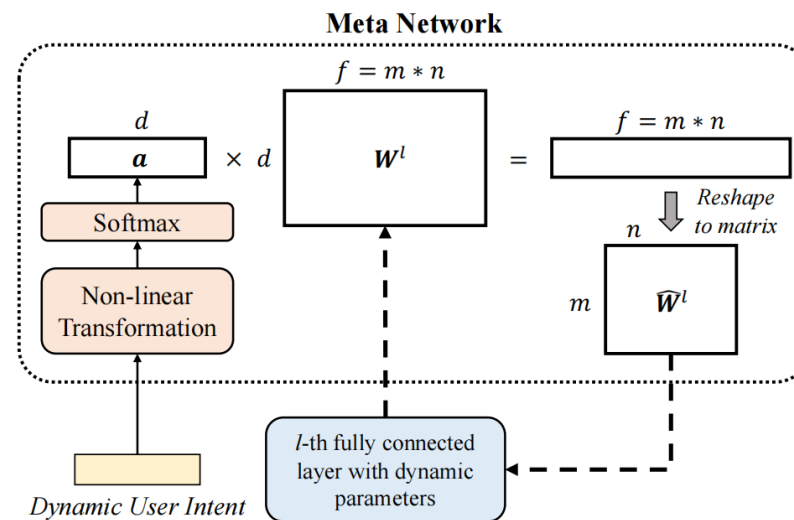 Meta Network
f = m * n
d
f = m * n
a
× d
W^l
=
Softmax
Reshape
to matrix
n
Non-linear
Transformation
m
Ŵ^l
l-th fully connected
layer with dynamic
parameters
Dynamic User Intent